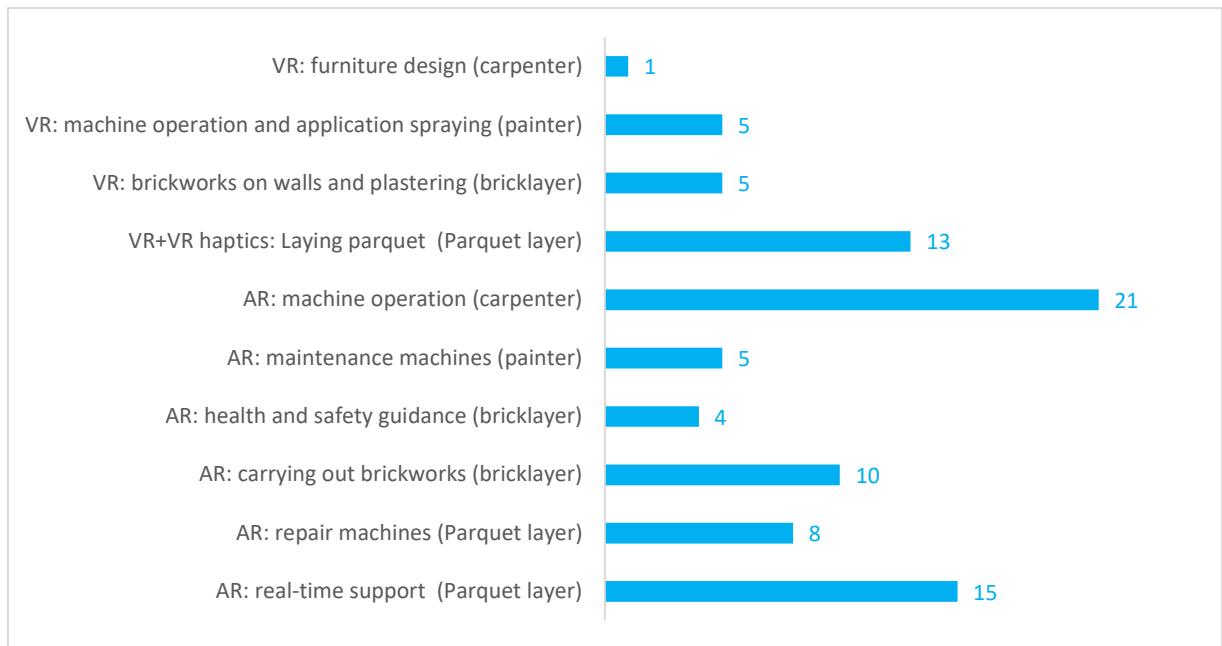 VR: furniture design (carpenter) 1
VR: machine operation and application spraying (painter) 5
VR: brickworks on walls and plastering (bricklayer) 5
VR+VR haptics: Laying parquet  (Parquet layer) 13
AR: machine operation (carpenter) 21
AR: maintenance machines (painter) 5
AR: health and safety guidance (bricklayer) 4
AR: carrying out brickworks (bricklayer) 10
AR: repair machines (Parquet layer) 8
AR: real-time support  (Parquet layer) 15